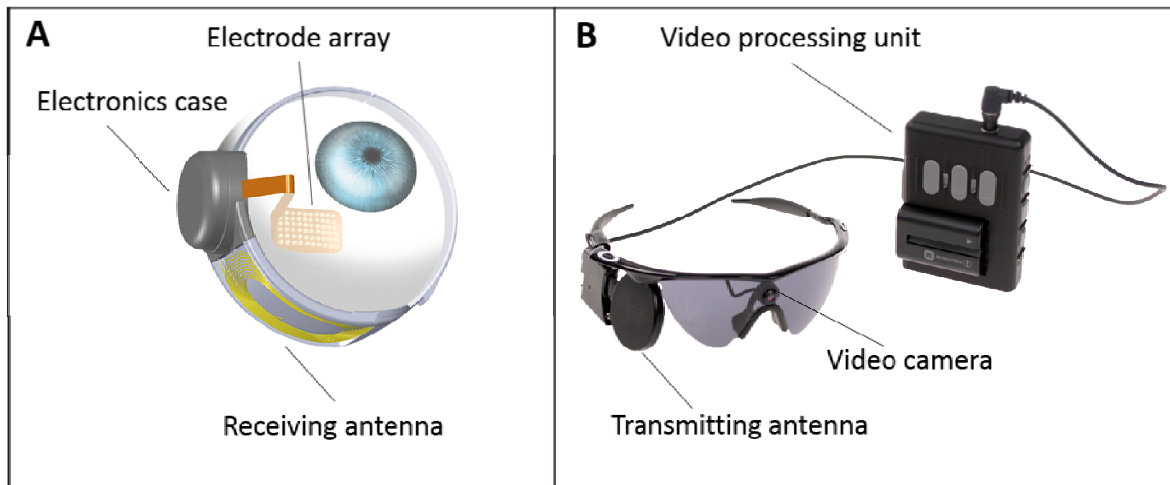 A
Electrode array
Electronics case
Receiving antenna
B
Video processing unit
Video camera
Transmitting antenna